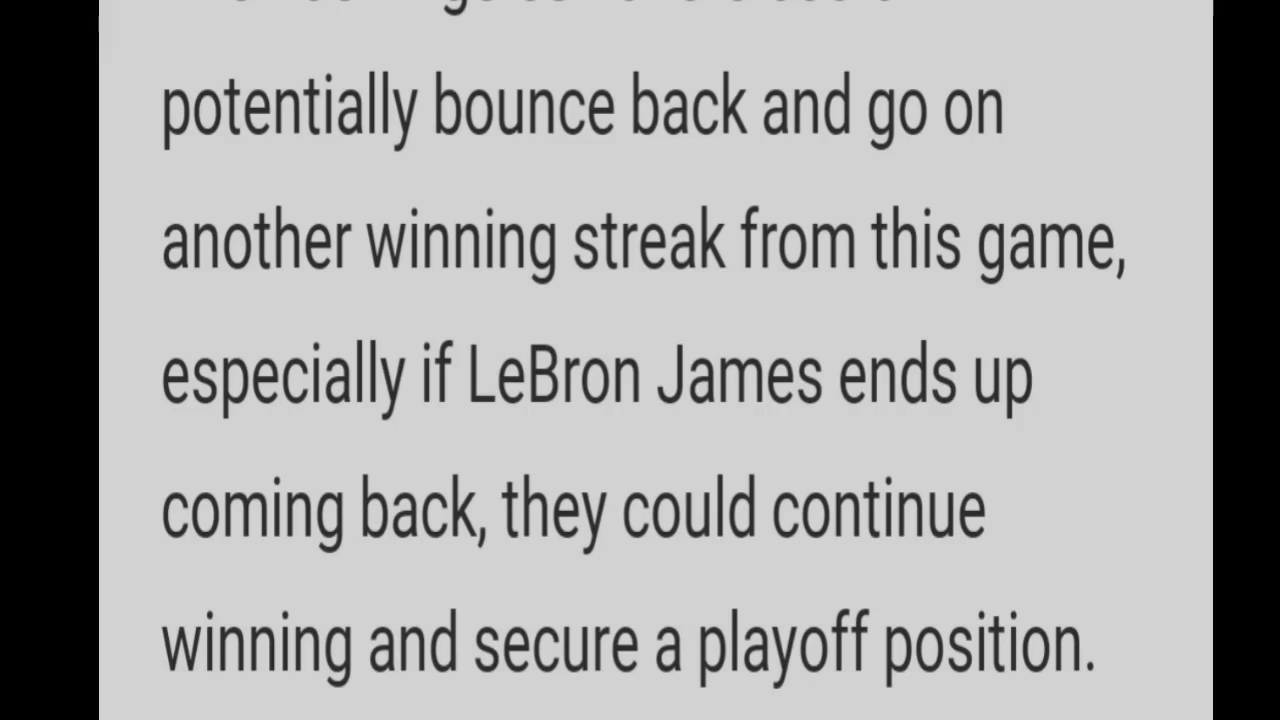 potentially bounce back and go on
another winning streak from this game,
especially if LeBron James ends up
coming back, they could continue
winning and secure a playoff position.